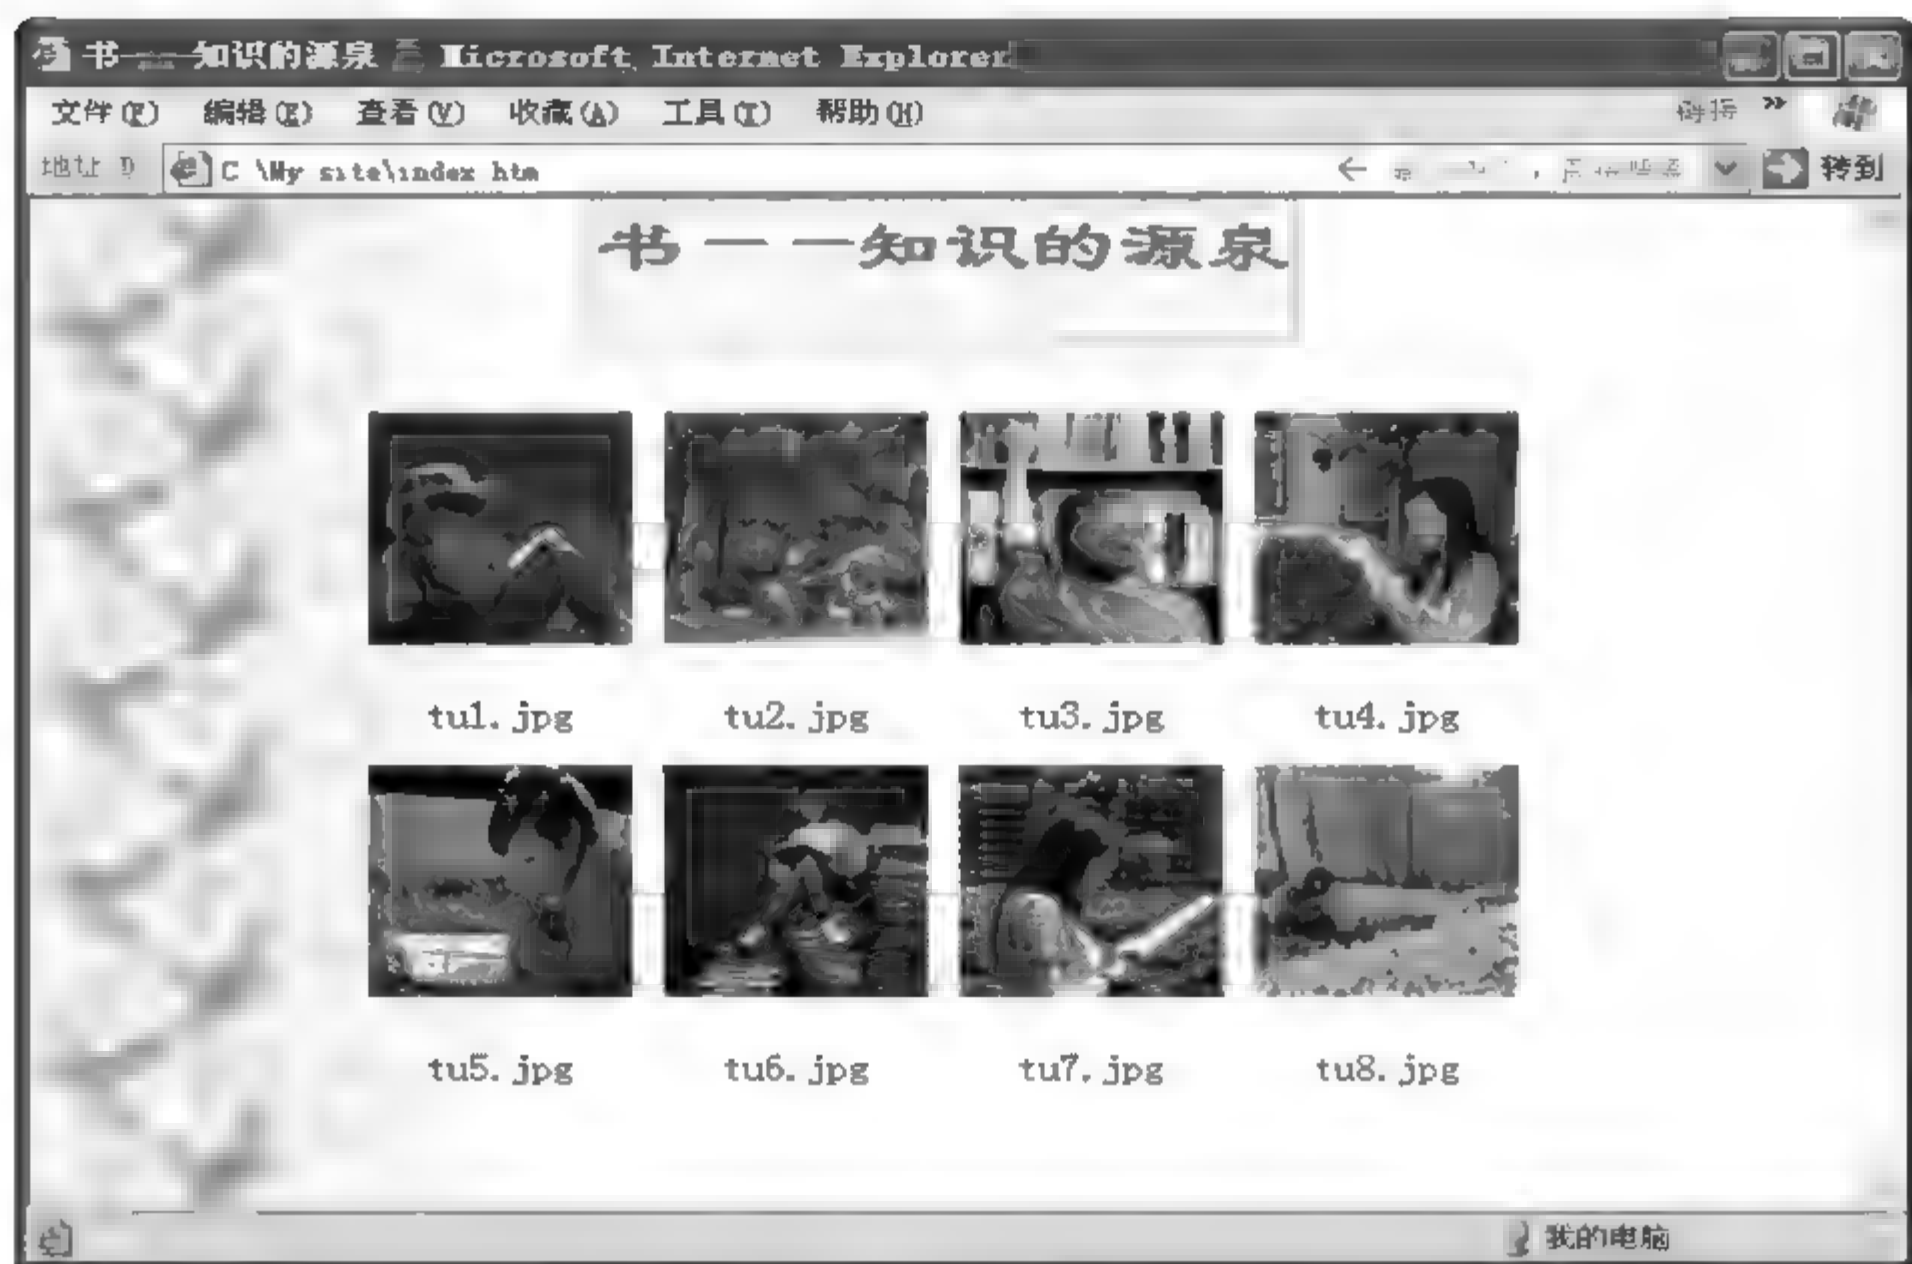 书——知识的源泉 Microsoft Internet Explorer
文件(F) 编辑(E) 查看(V) 收藏(A) 工具(T) 帮助(H) 链接 »
地址 D C \My site\index htm 转到
书——知识的源泉
tu1.jpg tu2.jpg tu3.jpg tu4.jpg
tu5.jpg tu6.jpg tu7.jpg tu8.jpg
我的电脑